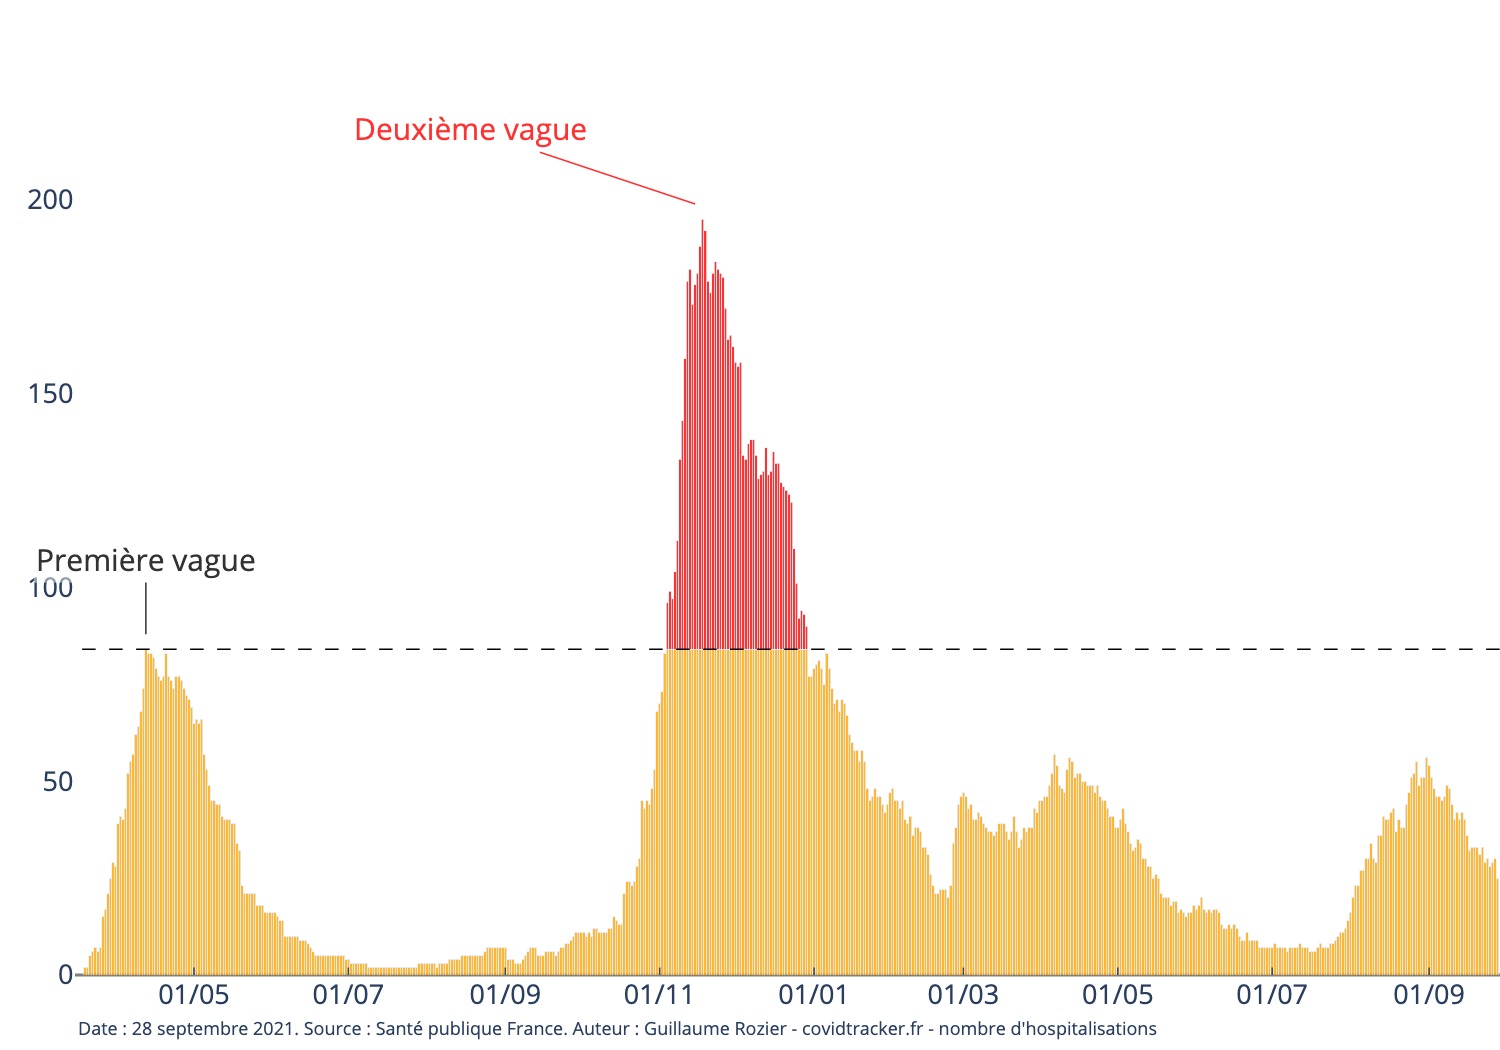 Deuxième vague
200
150
Première vague
100
50
0
01/05 01/07 01/09 01/11 01/01 01/03 01/05 01/07 01/09
Date : 28 septembre 2021. Source : Santé publique France. Auteur : Guillaume Rozier - covidtracker.fr - nombre d'hospitalisations